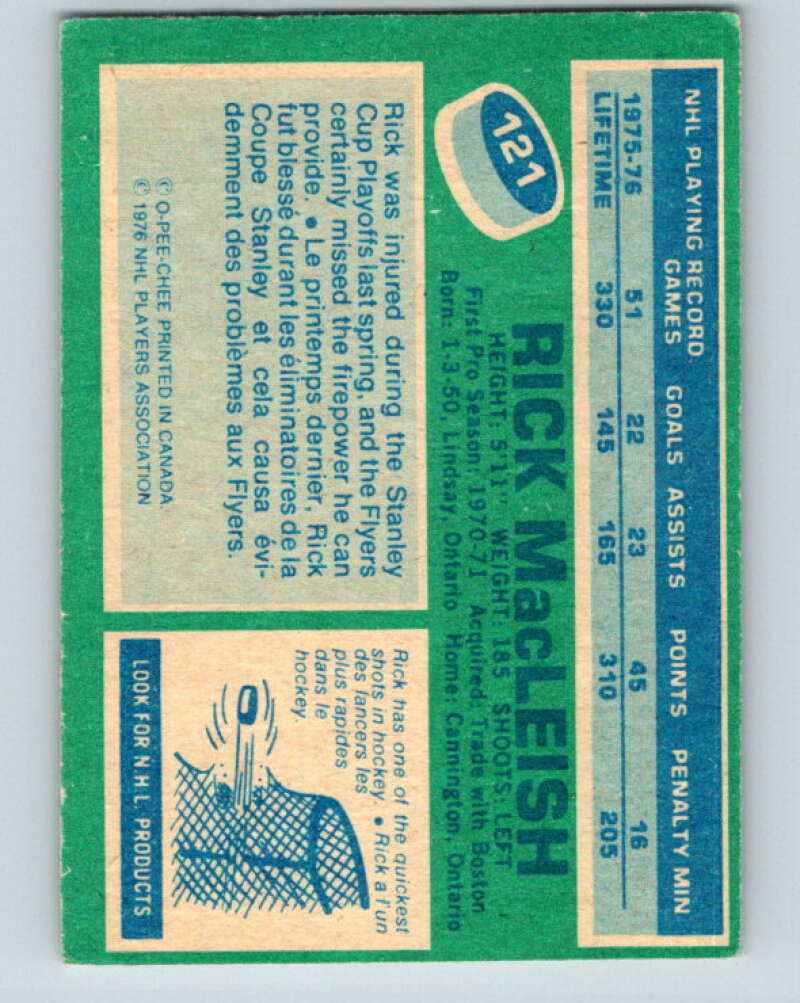 NHL PLAYING RECORD
GAMES GOALS ASSISTS POINTS PENALTY MIN
1975-76 51 22 23 45 16
LIFETIME 330 145 165 310 205
121
RICK MacLEISH
HEIGHT: 5'11" WEIGHT: 185 SHOOTS: LEFT
First Pro Season: 1970-71 Acquired: Trade with Boston
Born: 1-3-50, Lindsay, Ontario Home: Cannington, Ontario
Rick was injured during the Stanley
Cup Playoffs last spring, and the Flyers
certainly missed the firepower he can
provide. • Le printemps dernier, Rick
fut blessé durant les éliminatoires de la
Coupe Stanley et cela causa évi-
demment des problèmes aux Flyers.
© O-PEE-CHEE PRINTED IN CANADA
© 1976 NHL PLAYERS ASSOCIATION
Rick has one of the quickest
shots in hockey. • Rick a l'un
des lancers les
plus rapides
dans le
hockey.
LOOK FOR N.H.L. PRODUCTS